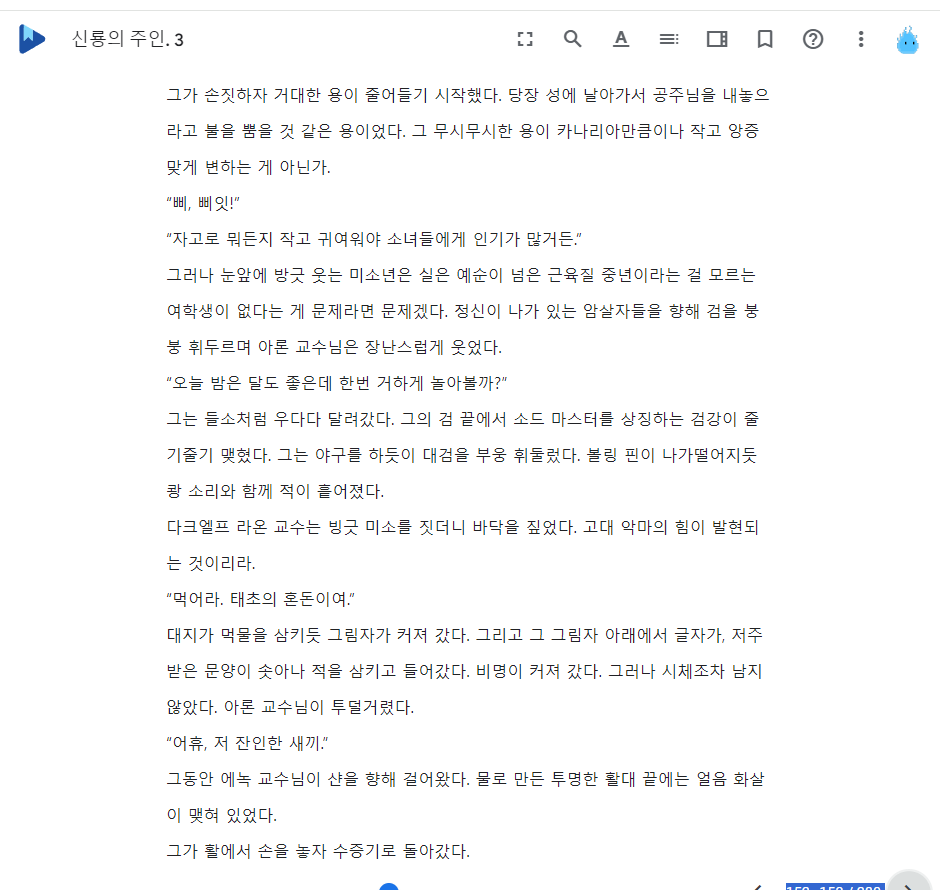 신룡의 주인. 3
그가 손짓하자 거대한 용이 줄어들기 시작했다. 당장 성에 날아가서 공주님을 내놓으
라고 불을 뿜을 것 같은 용이었다. 그 무시무시한 용이 카나리아만큼이나 작고 앙증
맞게 변하는 게 아닌가.
“삐, 삐잇!”
“자고로 뭐든지 작고 귀여워야 소녀들에게 인기가 많거든.”
그러나 눈앞에 방긋 웃는 미소년은 실은 예순이 넘은 근육질 중년이라는 걸 모르는
여학생이 없다는 게 문제라면 문제겠다. 정신이 나가 있는 암살자들을 향해 검을 붕
붕 휘두르며 아론 교수님은 장난스럽게 웃었다.
“오늘 밤은 달도 좋은데 한번 거하게 놀아볼까?”
그는 들소처럼 우다다 달려갔다. 그의 검 끝에서 소드 마스터를 상징하는 검강이 줄
기줄기 맺혔다. 그는 야구를 하듯이 대검을 부웅 휘둘렀다. 볼링 핀이 나가떨어지듯
쾅 소리와 함께 적이 흩어졌다.
다크엘프 라온 교수는 빙긋 미소를 짓더니 바닥을 짚었다. 고대 악마의 힘이 발현되
는 것이리라.
“먹어라. 태초의 혼돈이여.”
대지가 먹물을 삼키듯 그림자가 커져 갔다. 그리고 그 그림자 아래에서 글자가, 저주
받은 문양이 솟아나 적을 삼키고 들어갔다. 비명이 커져 갔다. 그러나 시체조차 남지
않았다. 아론 교수님이 투덜거렸다.
“어휴, 저 잔인한 새끼.”
그동안 에녹 교수님이 샨을 향해 걸어왔다. 물로 만든 투명한 활대 끝에는 얼음 화살
이 맺혀 있었다.
그가 활에서 손을 놓자 수증기로 돌아갔다.